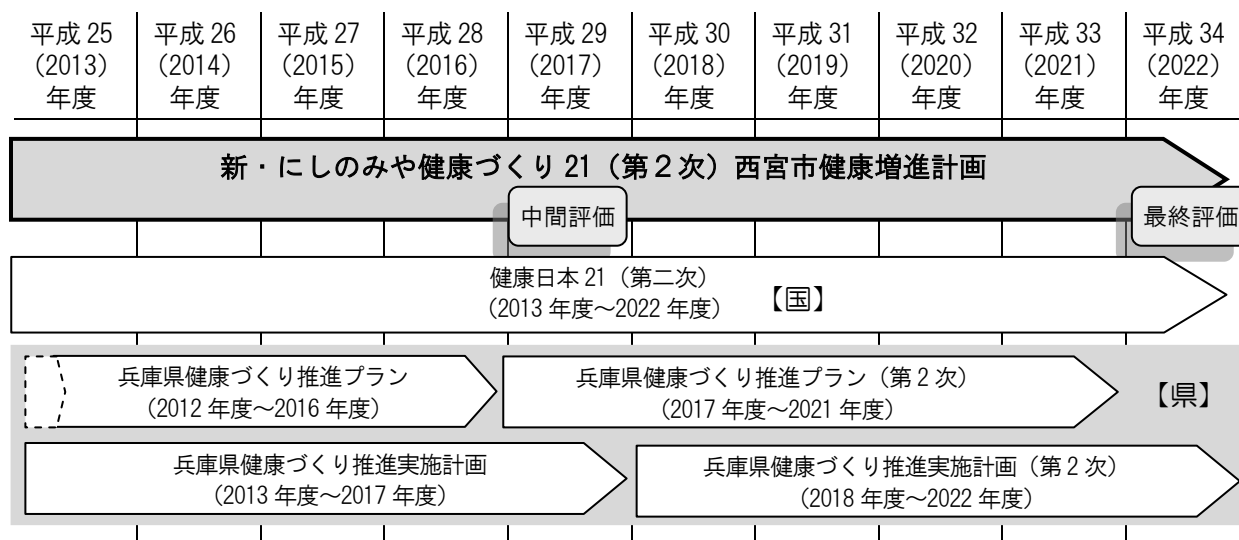 平成 25 平成 26 平成 27 平成 28 平成 29 平成 30 平成 31 平成 32 平成 33 平成 34
（2013） （2014） （2015） （2016） （2017） （2018） （2019） （2020） （2021） （2022）
年度 年度 年度 年度 年度 年度 年度 年度 年度 年度
新・にしのみや健康づくり 21（第２次）西宮市健康増進計画
中間評価 最終評価
健康日本 21（第二次）
（2013 年度～2022 年度） 【国】
兵庫県健康づくり推進プラン
（2012 年度～2016 年度）
兵庫県健康づくり推進プラン（第２次）
（2017 年度～2021 年度）
【県】
兵庫県健康づくり推進実施計画
（2013 年度～2017 年度）
兵庫県健康づくり推進実施計画（第２次）
（2018 年度～2022 年度）